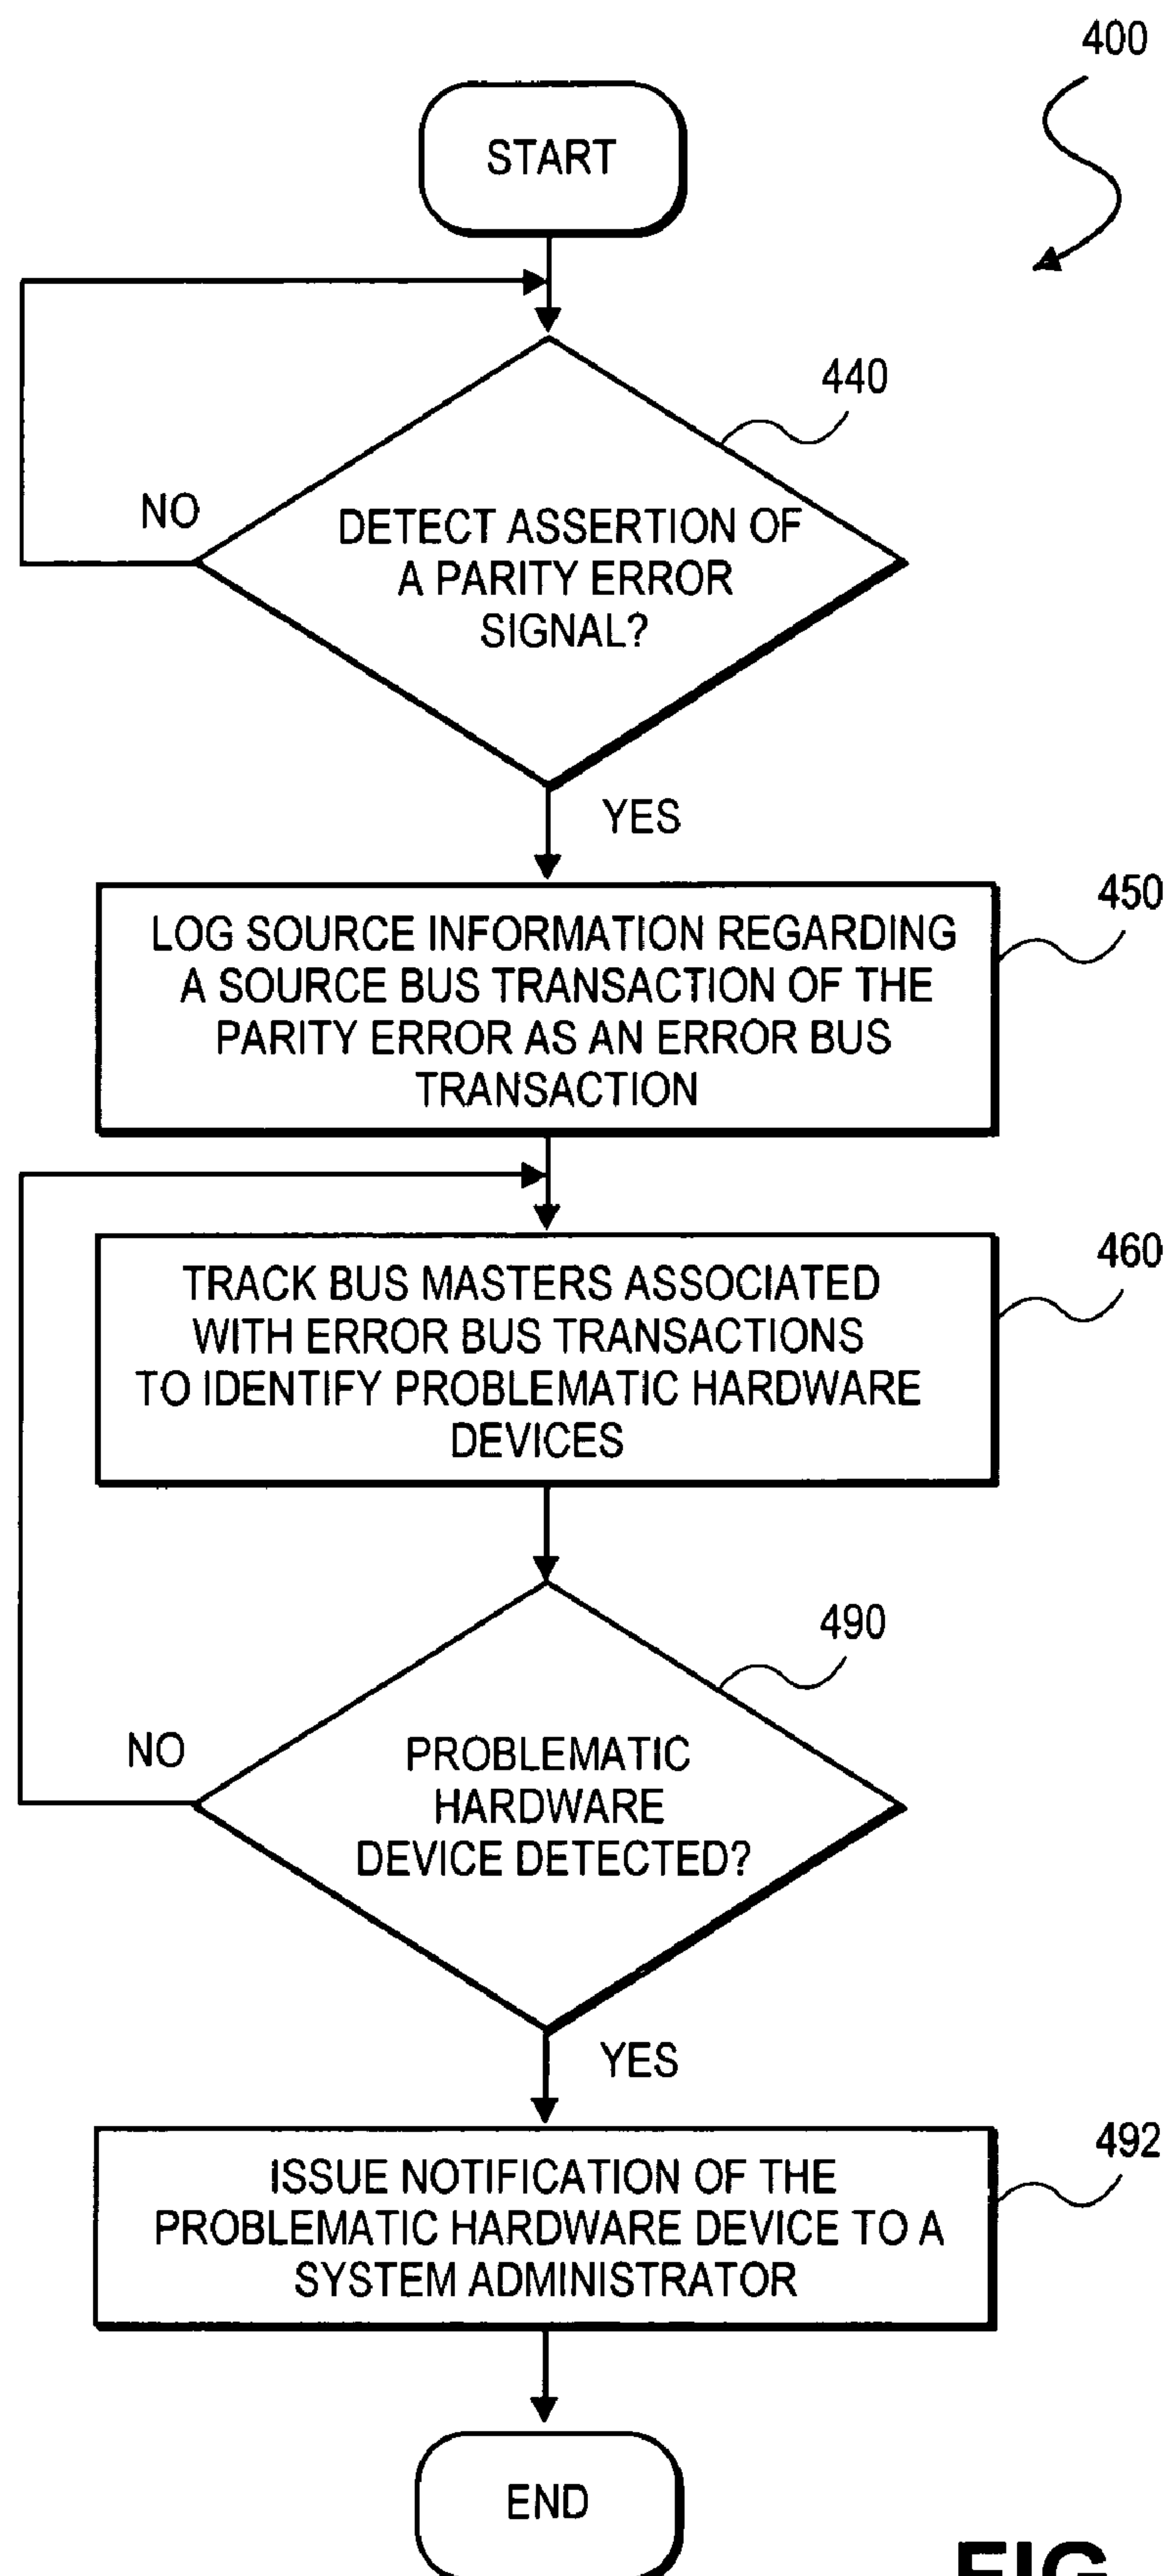 400
START
440
NO
DETECT ASSERTION OF
A PARITY ERROR
SIGNAL?
YES
450
LOG SOURCE INFORMATION REGARDING
A SOURCE BUS TRANSACTION OF THE
PARITY ERROR AS AN ERROR BUS
TRANSACTION
460
TRACK BUS MASTERS ASSOCIATED
WITH ERROR BUS TRANSACTIONS
TO IDENTIFY PROBLEMATIC HARDWARE
DEVICES
490
NO
PROBLEMATIC
HARDWARE
DEVICE DETECTED?
YES
492
ISSUE NOTIFICATION OF THE
PROBLEMATIC HARDWARE DEVICE TO A
SYSTEM ADMINISTRATOR
END
FIG